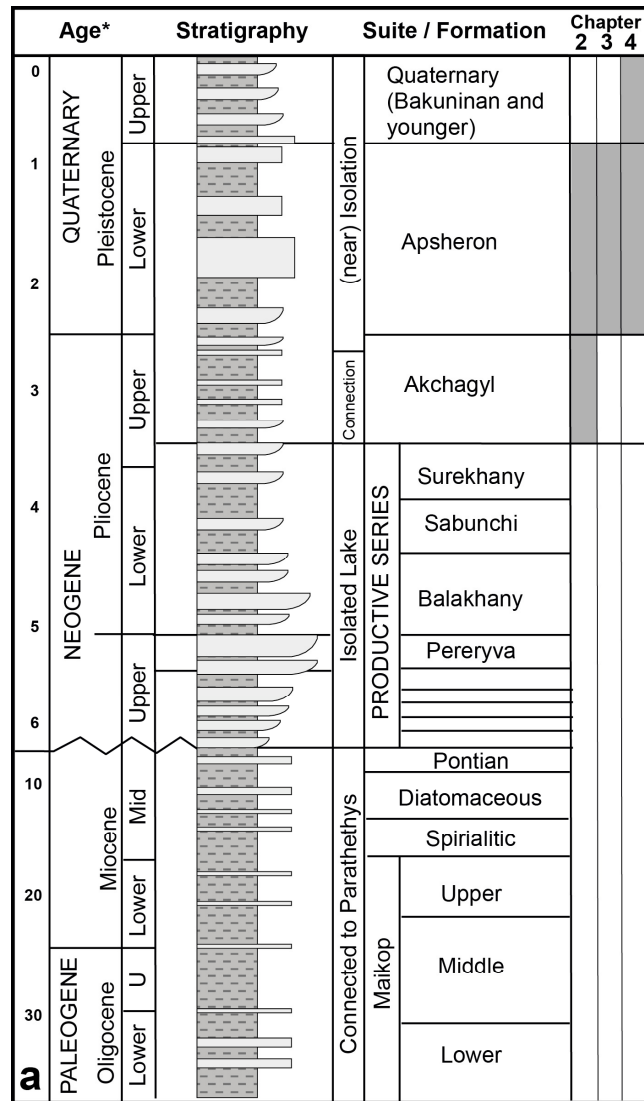 Age*
Stratigraphy
Suite / Formation
Chapter
2 3 4
0
1
2
3
4
5
6
10
20
30
QUATERNARY
Pleistocene
Upper
Lower
NEOGENE
Pliocene
Upper
Lower
Upper
Miocene
Mid
Lower
PALEOGENE
Oligocene
U
Lower
(near) Isolation
Connection
Isolated Lake
Connected to Parathethys
Quaternary
(Bakuninan and
younger)
Apsheron
Akchagyl
PRODUCTIVE SERIES
Surekhany
Sabunchi
Balakhany
Pereryva
Pontian
Diatomaceous
Spirialitic
Maikop
Upper
Middle
Lower
a